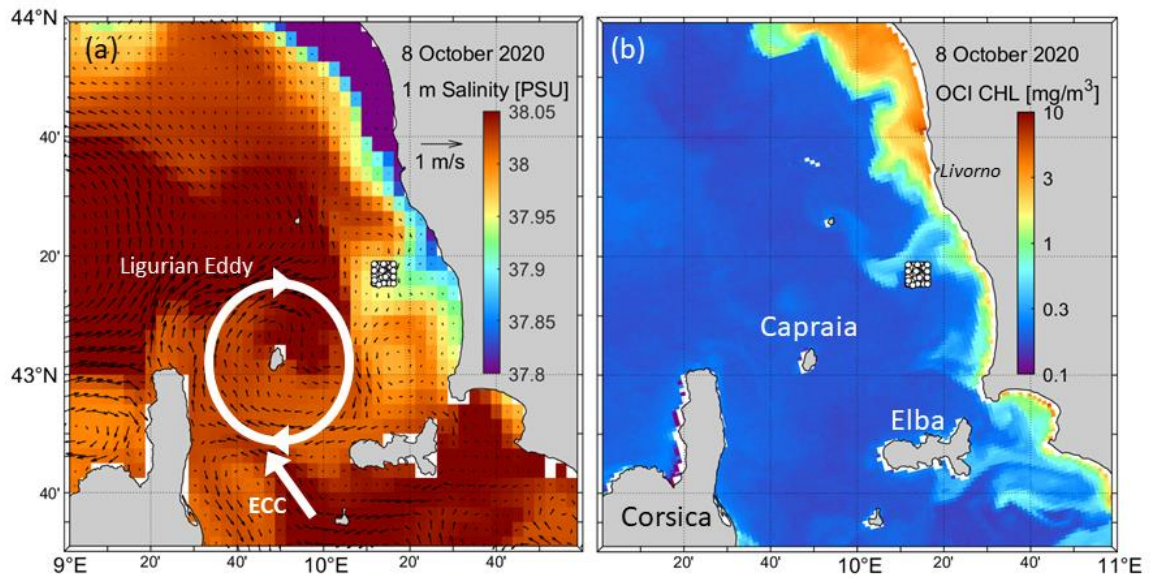 44°N
(a)
8 October 2020
1 m Salinity [PSU]
38.05
38
37.95
37.9
37.85
37.8
1 m/s
40'
20'
43°N
40'
Ligurian Eddy
ECC
9°E
20'
40'
10°E
20'
40'
(b)
8 October 2020
OCI CHL [mg/m³]
10
3
1
0.3
0.1
Livorno
Capraia
Elba
Corsica
20'
40'
10°E
20'
40'
11°E